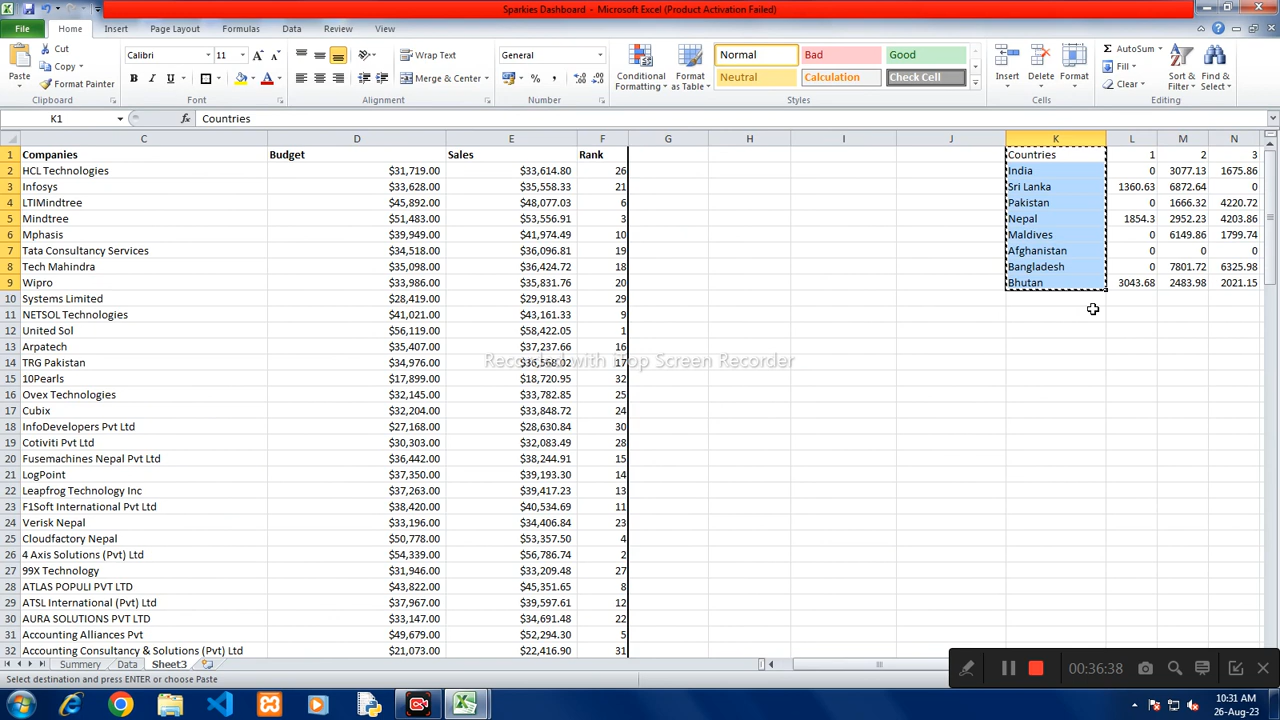 Sparkies Dashboard - Microsoft Excel (Product Activation Failed)
File Home Insert Page Layout Formulas Data Review View
Paste Cut Copy Format Painter Clipboard
Calibri 11 Font
Wrap Text Merge & Center Alignment
General Number
Conditional Formatting Format as Table
Normal Bad Good
Neutral Calculation Check Cell
Styles
Insert Delete Format Cells
AutoSum Fill Clear Sort & Filter Find & Select Editing
K1 fx Countries
C D E F G H I J K L M N
1 Companies Budget Sales Rank Countries 1 2 3
2 HCL Technologies $31,719.00 $33,614.80 26 India 0 3077.13 1675.86
3 Infosys $33,628.00 $35,558.33 21 Sri Lanka 1360.63 6872.64 0
4 LTIMindtree $45,892.00 $48,077.03 6 Pakistan 0 1666.32 4220.72
5 Mindtree $51,483.00 $53,556.91 3 Nepal 1854.3 2952.23 4203.86
6 Mphasis $39,949.00 $41,974.49 10 Maldives 0 6149.86 1799.74
7 Tata Consultancy Services $34,518.00 $36,096.81 19 Afghanistan 0 0 0
8 Tech Mahindra $35,098.00 $36,424.72 18 Bangladesh 0 7801.72 6325.98
9 Wipro $33,986.00 $35,831.76 20 Bhutan 3043.68 2483.98 2021.15
10 Systems Limited $28,419.00 $29,918.43 29
11 NETSOL Technologies $41,021.00 $43,161.33 9
12 United Sol $56,119.00 $58,422.05 1
13 Arpatech $35,407.00 $37,237.66 16
14 TRG Pakistan $34,976.00 $36,568.02 17
Recorded with iTop Screen Recorder
15 10Pearls $17,899.00 $18,720.95 32
16 Ovex Technologies $32,145.00 $33,782.85 25
17 Cubix $32,204.00 $33,848.72 24
18 InfoDevelopers Pvt Ltd $27,168.00 $28,630.84 30
19 Cotiviti Pvt Ltd $30,303.00 $32,083.49 28
20 Fusemachines Nepal Pvt Ltd $36,442.00 $38,244.91 15
21 LogPoint $37,350.00 $39,193.30 14
22 Leapfrog Technology Inc $37,263.00 $39,417.23 13
23 F1Soft International Pvt Ltd $38,420.00 $40,534.69 11
24 Verisk Nepal $33,196.00 $34,406.84 23
25 Cloudfactory Nepal $50,778.00 $53,357.50 4
26 4 Axis Solutions (Pvt) Ltd $54,339.00 $56,786.74 2
27 99X Technology $31,946.00 $33,209.48 27
28 ATLAS POPULI PVT LTD $43,822.00 $45,351.65 8
29 ATSL International (Pvt) Ltd $37,967.00 $39,597.61 12
30 AURA SOLUTIONS PVT LTD $33,147.00 $34,691.48 22
31 Accounting Alliances Pvt $49,679.00 $52,294.30 5
32 Accounting Consultancy & Solutions (Pvt) Ltd $21,073.00 $22,416.90 31
Summary Data Sheet3
Select destination and press ENTER or choose Paste
00:36:38
10:31 AM
26-Aug-23